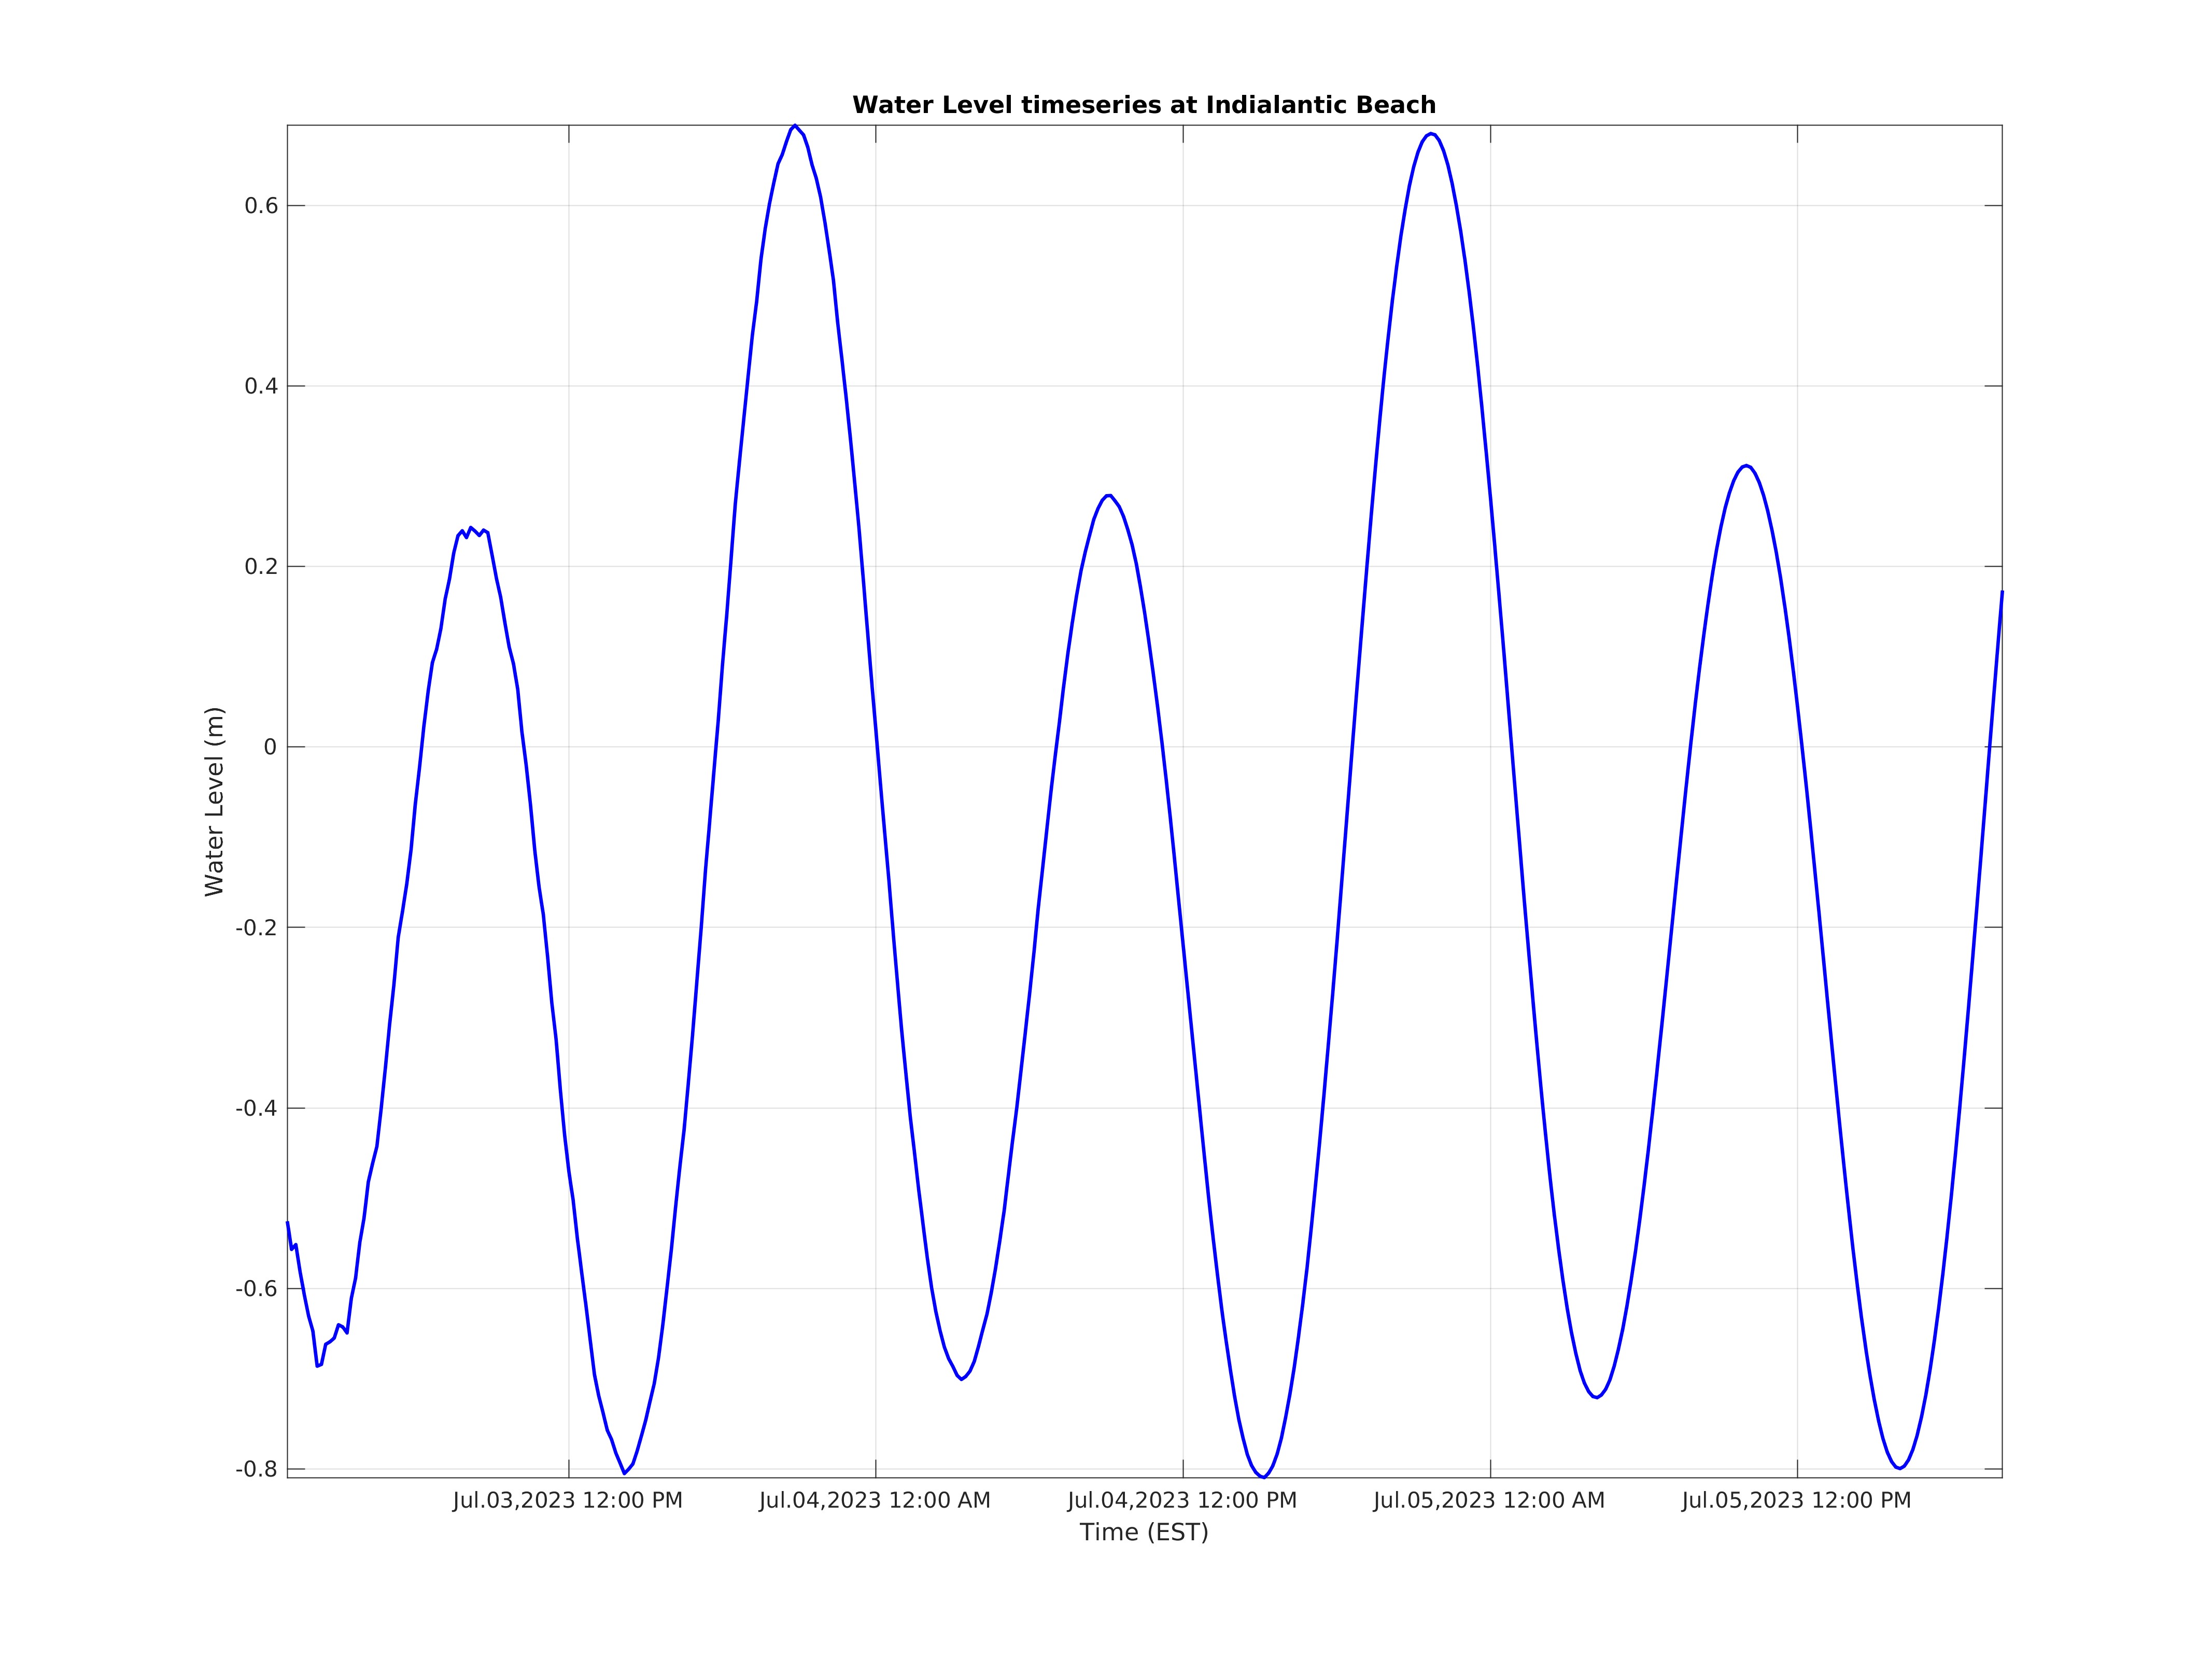 Water Level timeseries at Indialantic Beach
0.6
0.4
0.2
0
-0.2
-0.4
-0.6
-0.8
Water Level (m)
Jul.03,2023 12:00 PM
Jul.04,2023 12:00 AM
Jul.04,2023 12:00 PM
Jul.05,2023 12:00 AM
Jul.05,2023 12:00 PM
Time (EST)